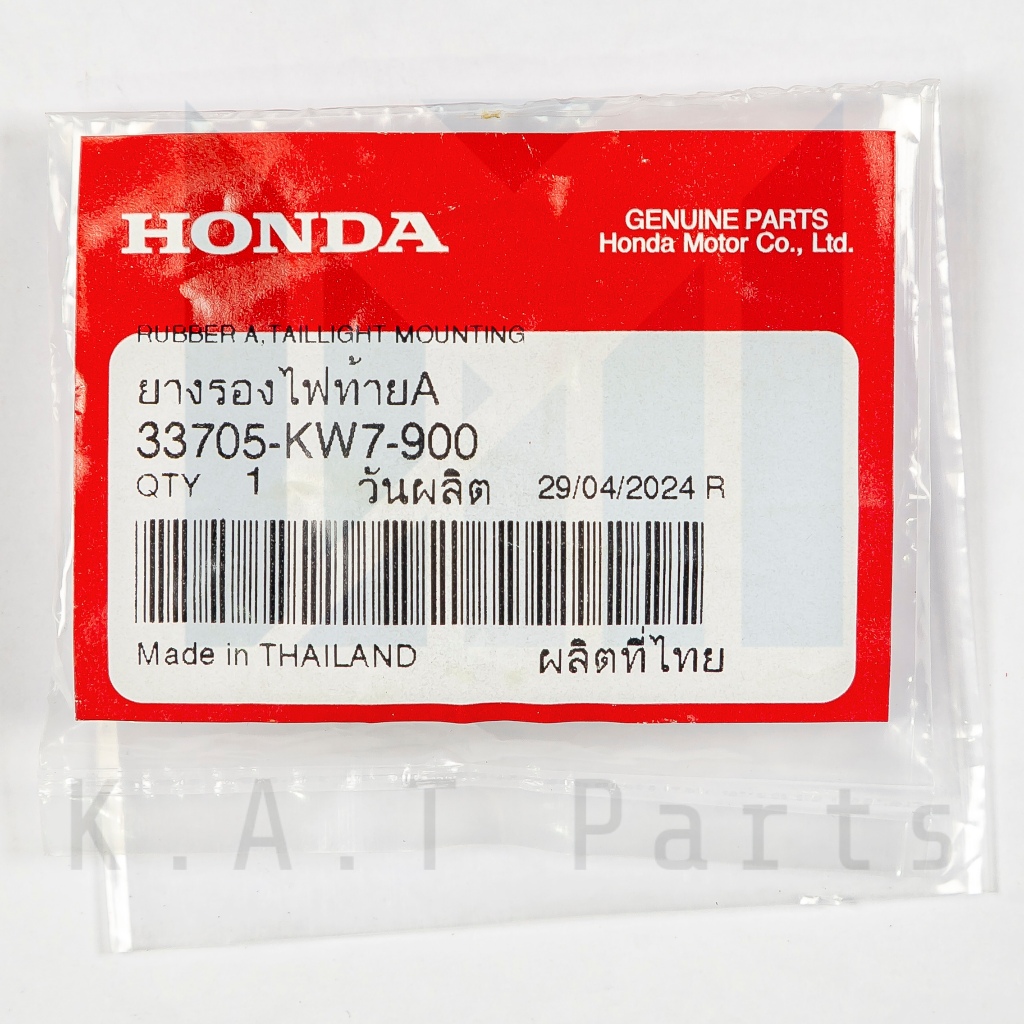 HONDA
GENUINE PARTS
Honda Motor Co., Ltd.
RUBBER A,TAILLIGHT MOUNTING
ยางรองไฟท้ายA
33705-KW7-900
QTY 1 วันผลิต 29/04/2024 R
Made in THAILAND ผลิตที่ไทย
K.A.T Parts